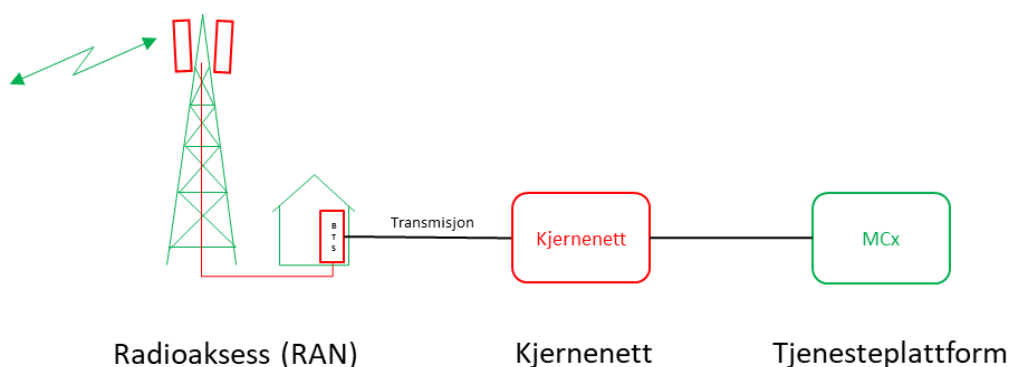 B
T
S
Transmisjon
Kjernenett
MCx
Radioaksess (RAN)
Kjernenett
Tjenesteplattform